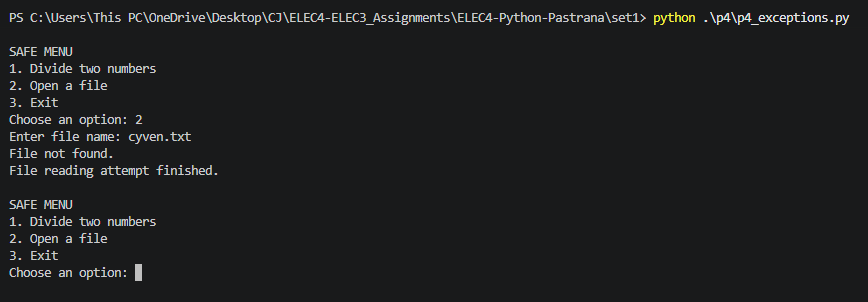 PS C:\Users\This PC\OneDrive\Desktop\CJ\ELEC4-ELEC3_Assignments\ELEC4-Python-Pastrana\set1> python .\p4\p4_exceptions.py
SAFE MENU
1. Divide two numbers
2. Open a file
3. Exit
Choose an option: 2
Enter file name: cyven.txt
File not found.
File reading attempt finished.
SAFE MENU
1. Divide two numbers
2. Open a file
3. Exit
Choose an option: